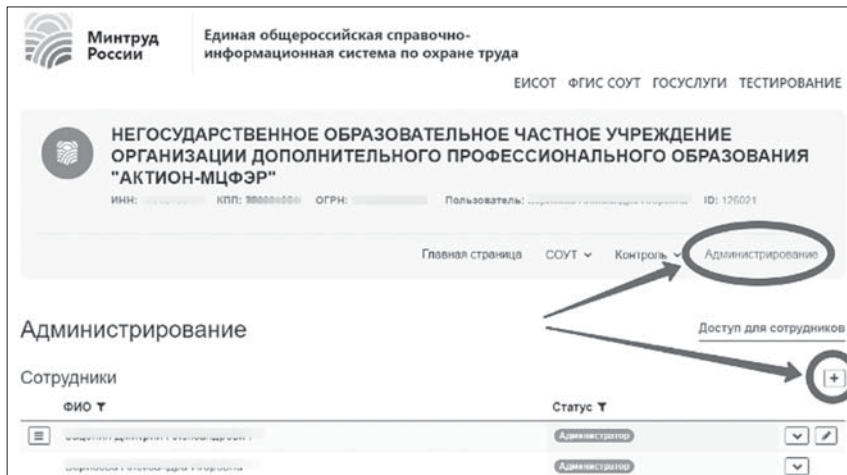 Минтруд
России
Единая общероссийская справочно-
информационная система по охране труда
ЕИСОТ ФГИС СОУТ ГОСУСЛУГИ ТЕСТИРОВАНИЕ
НЕГОСУДАРСТВЕННОЕ ОБРАЗОВАТЕЛЬНОЕ ЧАСТНОЕ УЧРЕЖДЕНИЕ
ОРГАНИЗАЦИИ ДОПОЛНИТЕЛЬНОГО ПРОФЕССИОНАЛЬНОГО ОБРАЗОВАНИЯ
"АКТИОН-МЦФЭР"
ИНН: КПП: ОГРН: Пользователь: ID: 126021
Главная страница СОУТ Контроль Администрирование
Администрирование
Доступ для сотрудников
Сотрудники
+
ФИО Статус
Администратор
Администратор